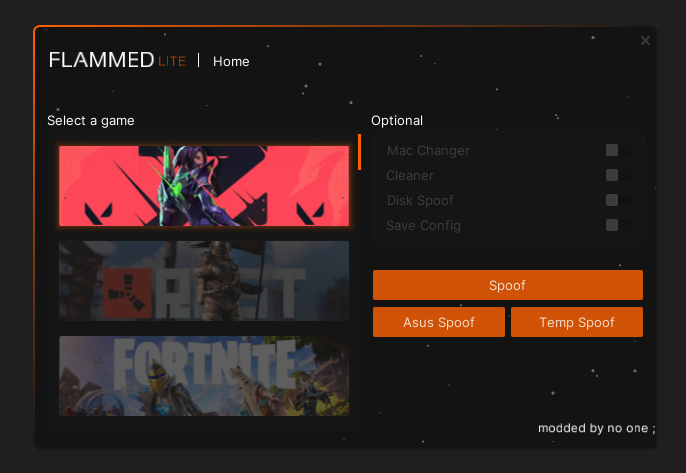 FLAMMED LITE | Home
Select a game
Optional
Mac Changer
Cleaner
Disk Spoof
Save Config
RUST
FORTNITE
Spoof
Asus Spoof
Temp Spoof
modded by no one ;